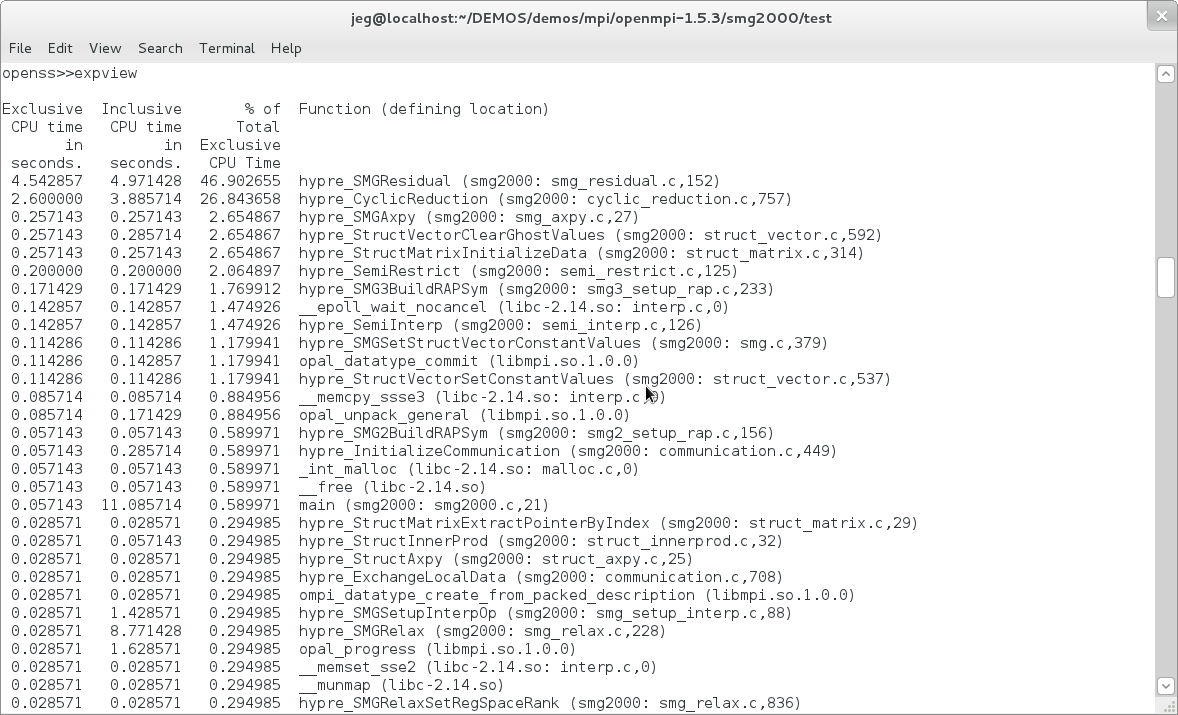 jeg@localhost:~/DEMOS/demos/mpi/openmpi-1.5.3/smg2000/test
File Edit View Search Terminal Help
openss>>expview
Exclusive Inclusive % of Function (defining location)
CPU time CPU time Total
in in Exclusive
seconds. seconds. CPU Time
4.542857 4.971428 46.902655 hypre_SMGResidual (smg2000: smg_residual.c,152)
2.600000 3.885714 26.843658 hypre_CyclicReduction (smg2000: cyclic_reduction.c,757)
0.257143 0.257143 2.654867 hypre_SMGAxpy (smg2000: smg_axpy.c,27)
0.257143 0.285714 2.654867 hypre_StructVectorClearGhostValues (smg2000: struct_vector.c,592)
0.257143 0.257143 2.654867 hypre_StructMatrixInitializeData (smg2000: struct_matrix.c,314)
0.200000 0.200000 2.064897 hypre_SemiRestrict (smg2000: semi_restrict.c,125)
0.171429 0.171429 1.769912 hypre_SMG3BuildRAPSym (smg2000: smg3_setup_rap.c,233)
0.142857 0.142857 1.474926 __epoll_wait_nocancel (libc-2.14.so: interp.c,0)
0.142857 0.142857 1.474926 hypre_SemiInterp (smg2000: semi_interp.c,126)
0.114286 0.114286 1.179941 hypre_SMGSetStructVectorConstantValues (smg2000: smg.c,379)
0.114286 0.142857 1.179941 opal_datatype_commit (libmpi.so.1.0.0)
0.114286 0.114286 1.179941 hypre_StructVectorSetConstantValues (smg2000: struct_vector.c,537)
0.085714 0.085714 0.884956 __memcpy_ssse3 (libc-2.14.so: interp.c,0)
0.085714 0.171429 0.884956 opal_unpack_general (libmpi.so.1.0.0)
0.057143 0.057143 0.589971 hypre_SMG2BuildRAPSym (smg2000: smg2_setup_rap.c,156)
0.057143 0.285714 0.589971 hypre_InitializeCommunication (smg2000: communication.c,449)
0.057143 0.057143 0.589971 _int_malloc (libc-2.14.so: malloc.c,0)
0.057143 0.057143 0.589971 __free (libc-2.14.so)
0.057143 11.085714 0.589971 main (smg2000: smg2000.c,21)
0.028571 0.028571 0.294985 hypre_StructMatrixExtractPointerByIndex (smg2000: struct_matrix.c,29)
0.028571 0.057143 0.294985 hypre_StructInnerProd (smg2000: struct_innerprod.c,32)
0.028571 0.028571 0.294985 hypre_StructAxpy (smg2000: struct_axpy.c,25)
0.028571 0.028571 0.294985 hypre_ExchangeLocalData (smg2000: communication.c,708)
0.028571 0.028571 0.294985 ompi_datatype_create_from_packed_description (libmpi.so.1.0.0)
0.028571 1.428571 0.294985 hypre_SMGSetupInterpOp (smg2000: smg_setup_interp.c,88)
0.028571 8.771428 0.294985 hypre_SMGRelax (smg2000: smg_relax.c,228)
0.028571 1.628571 0.294985 opal_progress (libmpi.so.1.0.0)
0.028571 0.028571 0.294985 __memset_sse2 (libc-2.14.so: interp.c,0)
0.028571 0.028571 0.294985 __munmap (libc-2.14.so)
0.028571 0.028571 0.294985 hypre_SMGRelaxSetRegSpaceRank (smg2000: smg_relax.c,836)